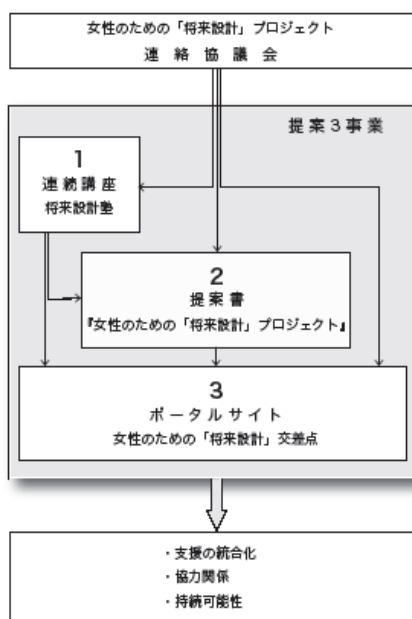 女性のための「将来設計」プロジェクト
連絡協議会
提案3事業
1
連続講座
将来設計塾
2
提案書
『女性のための「将来設計」プロジェクト』
3
ポータルサイト
女性のための「将来設計」交差点
・支援の統合化
・協力関係
・持続可能性